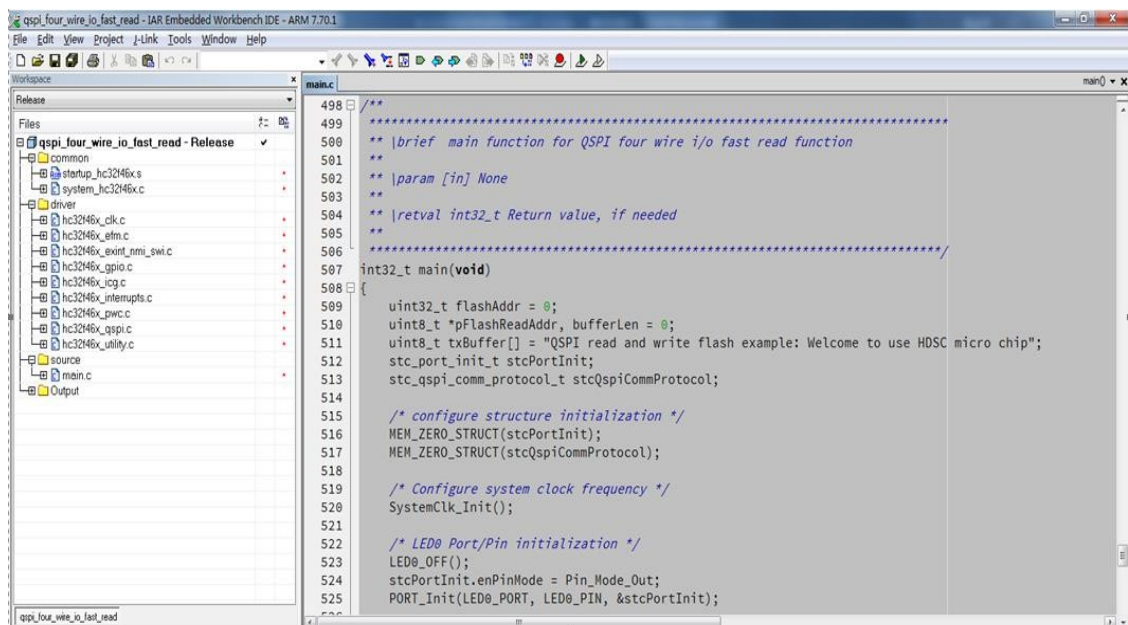 qspi_four_wire_io_fast_read - IAR Embedded Workbench IDE - ARM 7.70.1
File Edit View Project J-Link Tools Window Help
Workspace
Release
Files
qspi_four_wire_io_fast_read - Release
common
startup_hc32f46x.s
system_hc32f46x.c
driver
hc32f46x_clk.c
hc32f46x_efm.c
hc32f46x_exint_nmi_swi.c
hc32f46x_gpio.c
hc32f46x_icg.c
hc32f46x_interrupts.c
hc32f46x_pwc.c
hc32f46x_qspi.c
hc32f46x_utility.c
source
main.c
Output
qspi_four_wire_io_fast_read
main.c
main()
498 /**
499 *******************************************************************************
500 ** \brief main function for QSPI four wire i/o fast read function
501 **
502 ** \param [in] None
503 **
504 ** \retval int32_t Return value, if needed
505 **
506 ******************************************************************************/
507 int32_t main(void)
508 {
509 uint32_t flashAddr = 0;
510 uint8_t *pFlashReadAddr, bufferLen = 0;
511 uint8_t txBuffer[] = "QSPI read and write flash example: Welcome to use HDSC micro chip";
512 stc_port_init_t stcPortInit;
513 stc_qspi_comm_protocol_t stcQspiCommProtocol;
514
515 /* configure structure initialization */
516 MEM_ZERO_STRUCT(stcPortInit);
517 MEM_ZERO_STRUCT(stcQspiCommProtocol);
518
519 /* Configure system clock frequency */
520 SystemClk_Init();
521
522 /* LED0 Port/Pin initialization */
523 LED0_OFF();
524 stcPortInit.enPinMode = Pin_Mode_Out;
525 PORT_Init(LED0_PORT, LED0_PIN, &stcPortInit);